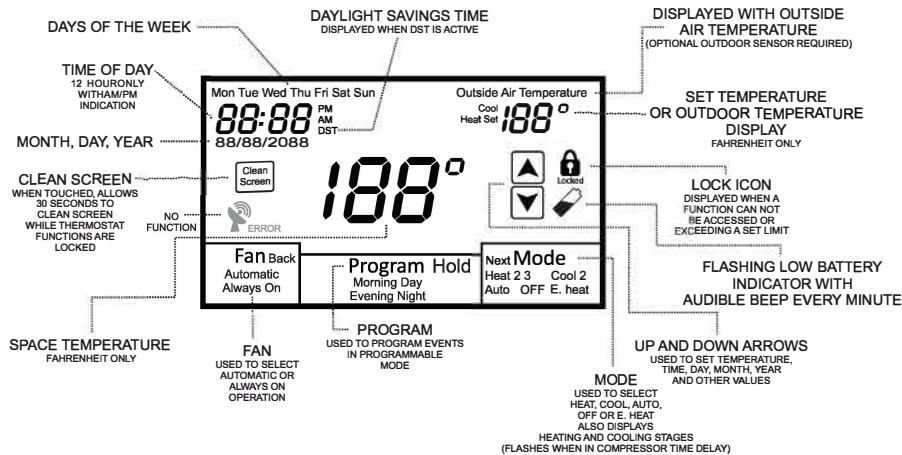 DAYS OF THE WEEK
DAYLIGHT SAVINGS TIME
DISPLAYED WHEN DST IS ACTIVE
DISPLAYED WITH OUTSIDE
AIR TEMPERATURE
(OPTIONAL OUTDOOR SENSOR REQUIRED)
TIME OF DAY
12 HOURONLY
WITHAM/PM
INDICATION
MONTH, DAY, YEAR
CLEAN SCREEN
WHEN TOUCHED, ALLOWS
30 SECONDS TO
CLEAN SCREEN
WHILE THERMOSTAT
FUNCTIONS ARE
LOCKED
NO
FUNCTION
SPACE TEMPERATURE
FAHRENHEIT ONLY
Mon Tue Wed Thu Fri Sat Sun
88:88
PM
AM
DST
88/88/2088
Clean
Screen
ERROR
188°
Outside Air Temperature
Cool
Heat Set
188°
Locked
Fan Back
Automatic
Always On
Program Hold
Morning Day
Evening Night
Next Mode
Heat 2 3 Cool 2
Auto OFF E. heat
SET TEMPERATURE
OR OUTDOOR TEMPERATURE
DISPLAY
FAHRENHEIT ONLY
LOCK ICON
DISPLAYED WHEN A
FUNCTION CAN NOT
BE ACCESSED OR
EXCEEDING A SET LIMIT
FLASHING LOW BATTERY
INDICATOR WITH
AUDIBLE BEEP EVERY MINUTE
UP AND DOWN ARROWS
USED TO SET TEMPERATURE,
TIME, DAY, MONTH, YEAR
AND OTHER VALUES
FAN
USED TO SELECT
AUTOMATIC OR
ALWAYS ON
OPERATION
PROGRAM
USED TO PROGRAM EVENTS
IN PROGRAMMABLE
MODE
MODE
USED TO SELECT
HEAT, COOL, AUTO,
OFF OR E. HEAT
ALSO DISPLAYS
HEATING AND COOLING STAGES
(FLASHES WHEN IN COMPRESSOR TIME DELAY)